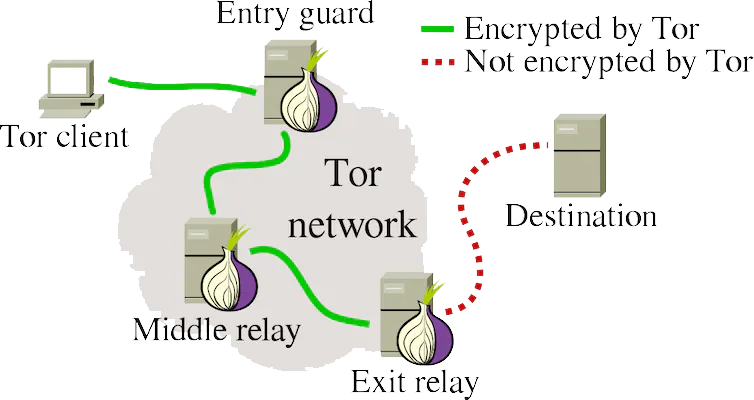 Entry guard
Encrypted by Tor
Not encrypted by Tor
Tor client
Tor
network
Destination
Middle relay
Exit relay